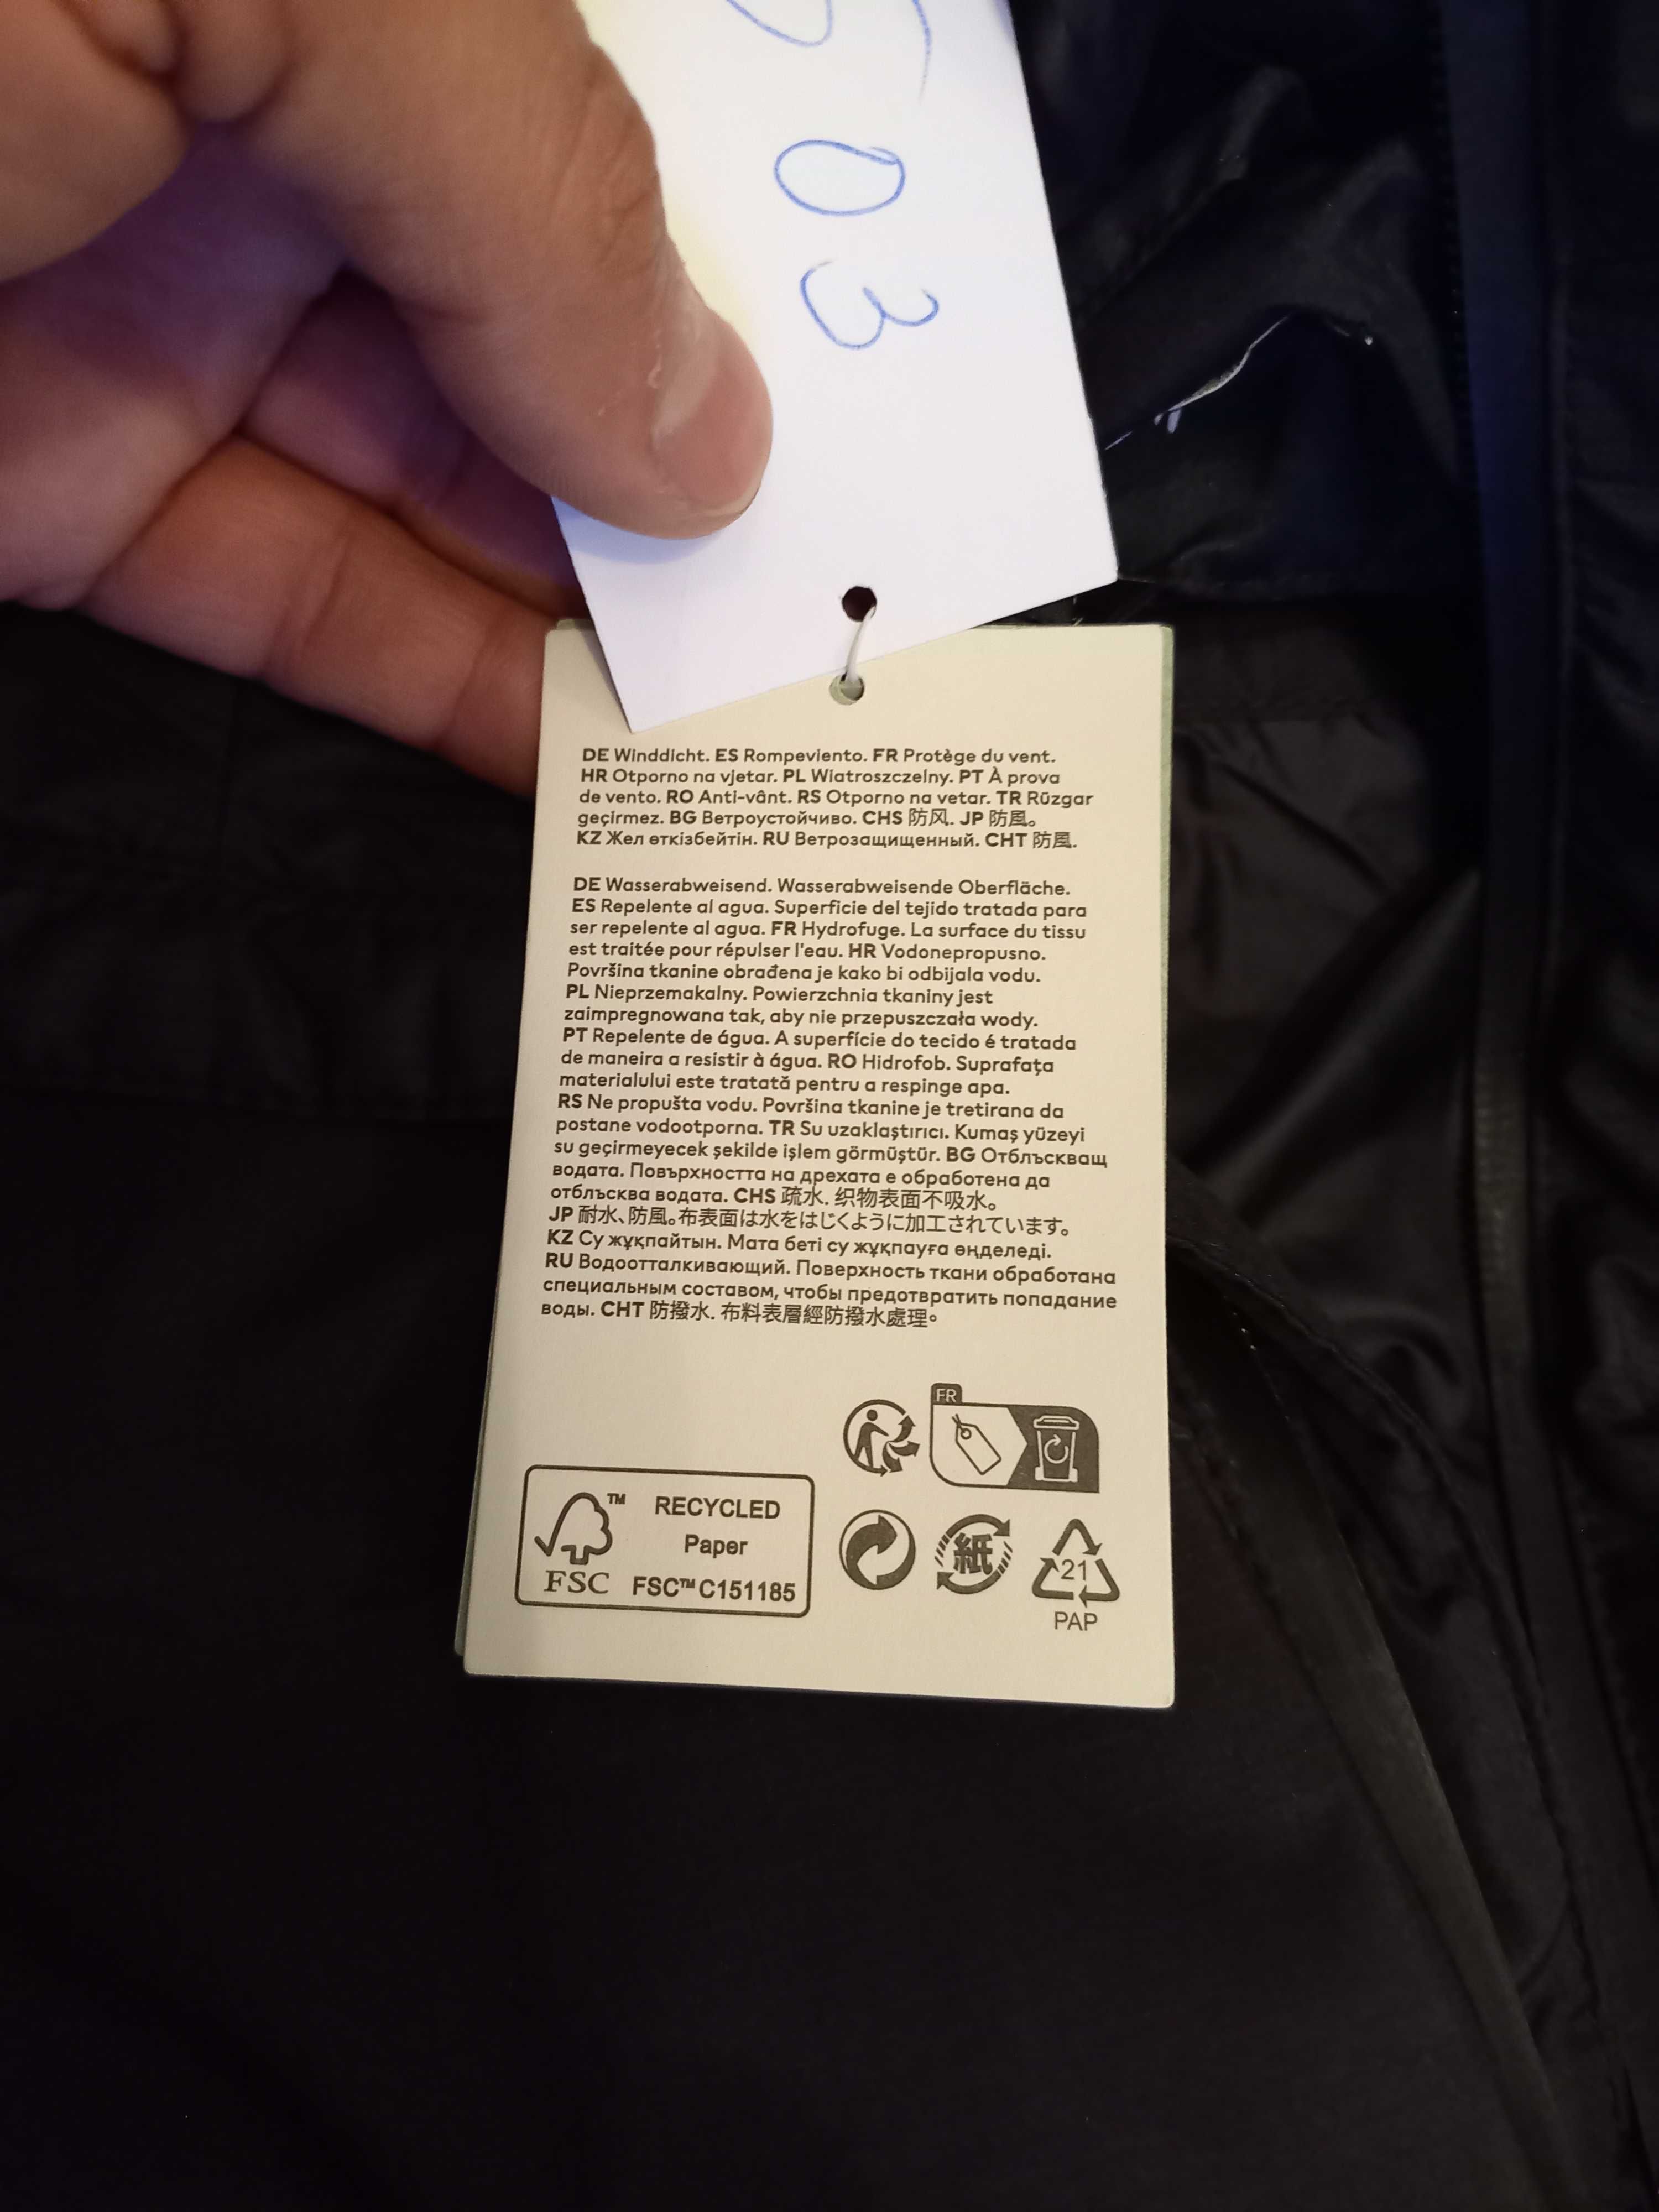 03
DE Winddicht. ES Rompeviento. FR Protège du vent.
HR Otporno na vjetar. PL Wiatroszczelny. PT À prova
de vento. RO Anti-vânt. RS Otporno na vetar. TR Rüzgar
geçirmez. BG Ветроустойчиво. CHS 防风. JP 防風。
KZ Жел өткізбейтін. RU Ветрозащищенный. CHT 防風.
DE Wasserabweisend. Wasserabweisende Oberfläche.
ES Repelente al agua. Superficie del tejido tratada para
ser repelente al agua. FR Hydrofuge. La surface du tissu
est traitée pour répulser l'eau. HR Vodonepropusno.
Površina tkanine obrađena je kako bi odbijala vodu.
PL Nieprzemakalny. Powierzchnia tkaniny jest
zaimpregnowana tak, aby nie przepuszczała wody.
PT Repelente de água. A superfície do tecido é tratada
de maneira a resistir à água. RO Hidrofob. Suprafața
materialului este tratată pentru a respinge apa.
RS Ne propušta vodu. Površina tkanine je tretirana da
postane vodootporna. TR Su uzaklaştırıcı. Kumaş yüzeyi
su geçirmeyecek şekilde işlem görmüştür. BG Отблъскващ
водата. Повърхността на дрехата е обработена да
отблъсква водата. CHS 疏水. 织物表面不吸水。
JP 耐水、防風。布表面は水をはじくように加工されています。
KZ Су жұқпайтын. Мата беті су жұқпауға өңделеді.
RU Водоотталкивающий. Поверхность ткани обработана
специальным составом, чтобы предотвратить попадание
воды. CHT 防撥水. 布料表層經防撥水處理。
FR
TM RECYCLED
Paper
FSC FSC™ C151185
紙
21
PAP